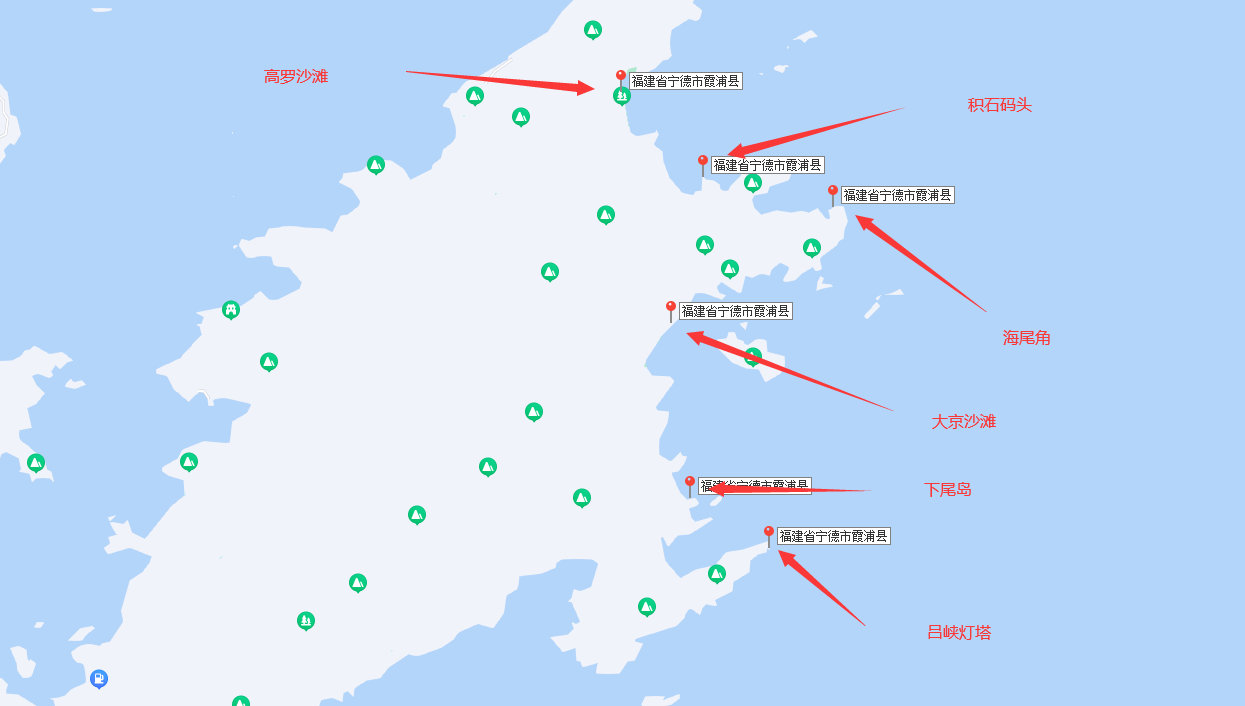 高罗沙滩
福建省宁德市霞浦县
积石码头
福建省宁德市霞浦县
福建省宁德市霞浦县
福建省宁德市霞浦县
海尾角
大京沙滩
福建省宁德市霞浦县
下尾岛
福建省宁德市霞浦县
吕峡灯塔